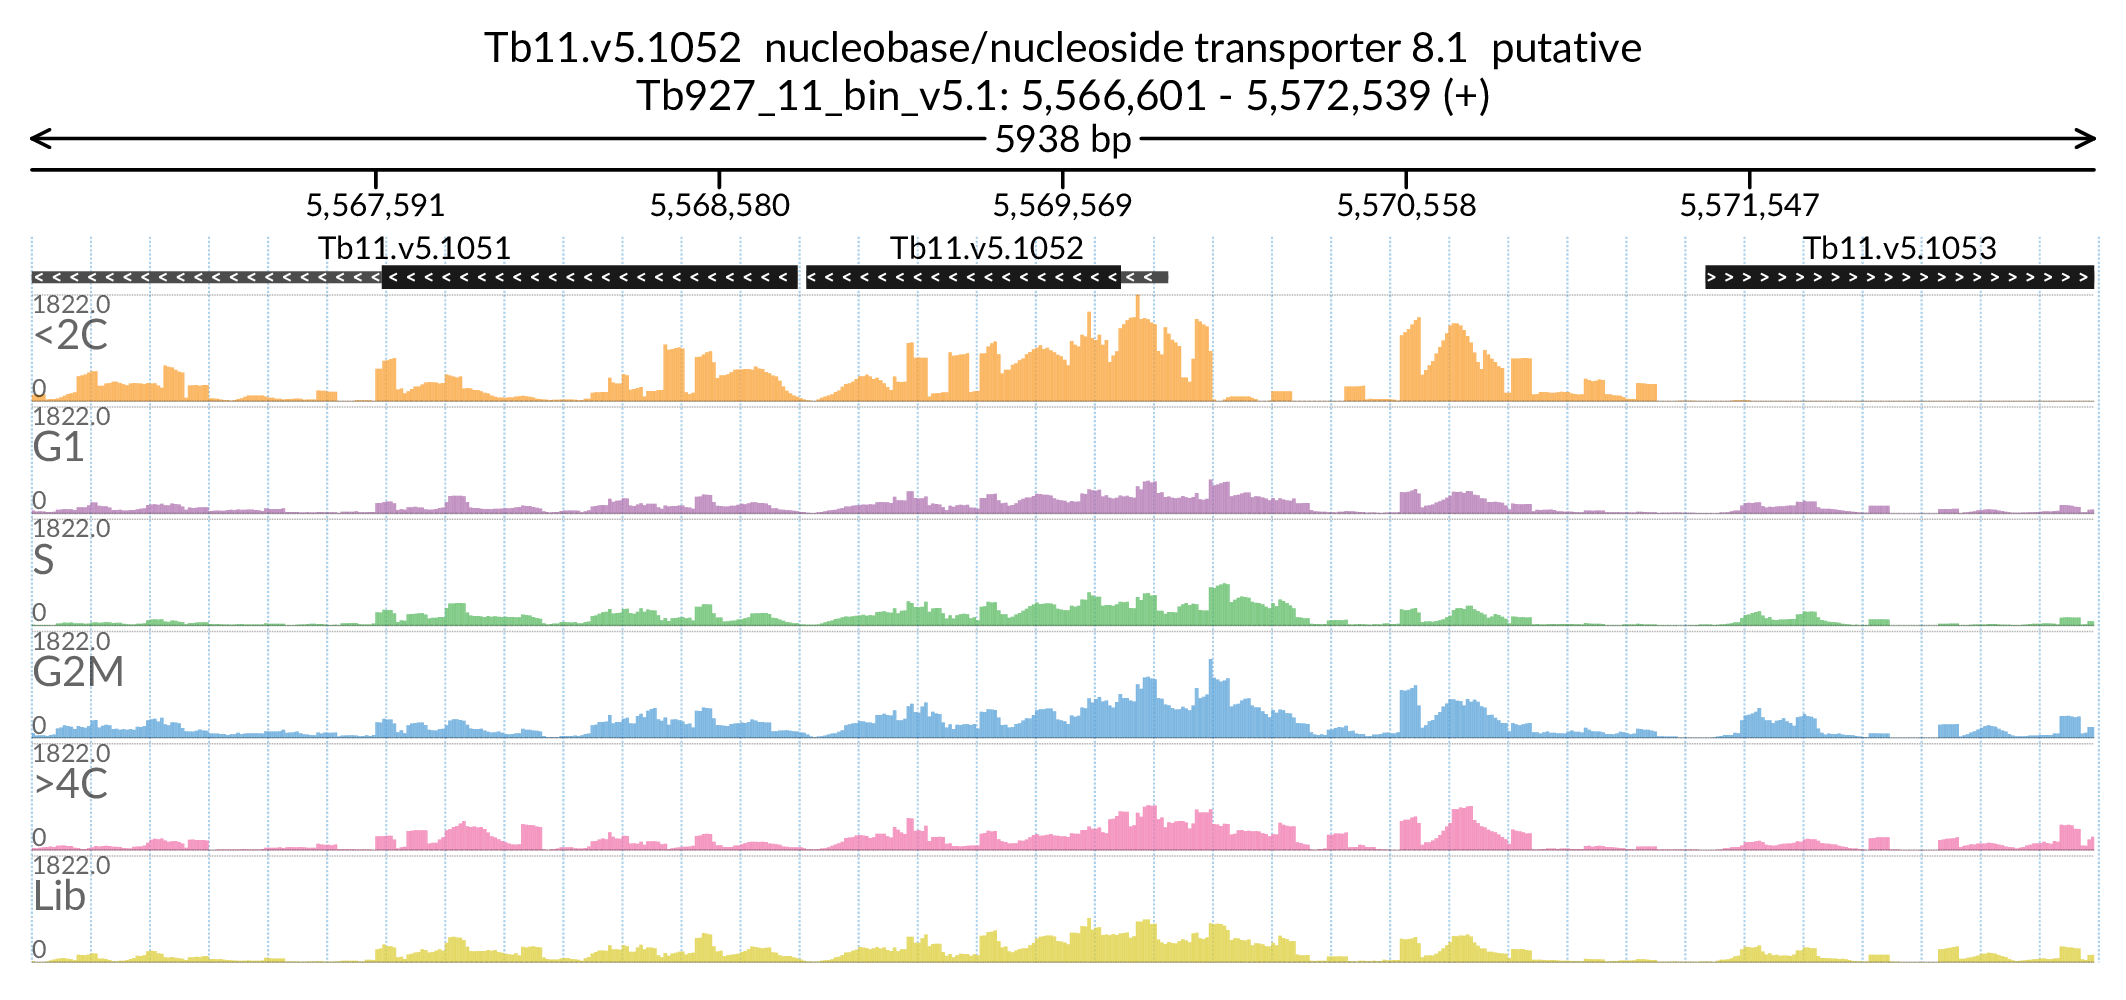 Tb11.v5.1052 nucleobase/nucleoside transporter 8.1 putative
Tb927_11_bin_v5.1: 5,566,601 - 5,572,539 (+)
5938 bp
5,567,591 5,568,580 5,569,569 5,570,558 5,571,547
Tb11.v5.1051 Tb11.v5.1052 Tb11.v5.1053
1822.0
<2C
0
1822.0
G1
0
1822.0
S
0
1822.0
G2M
0
1822.0
>4C
0
1822.0
Lib
0